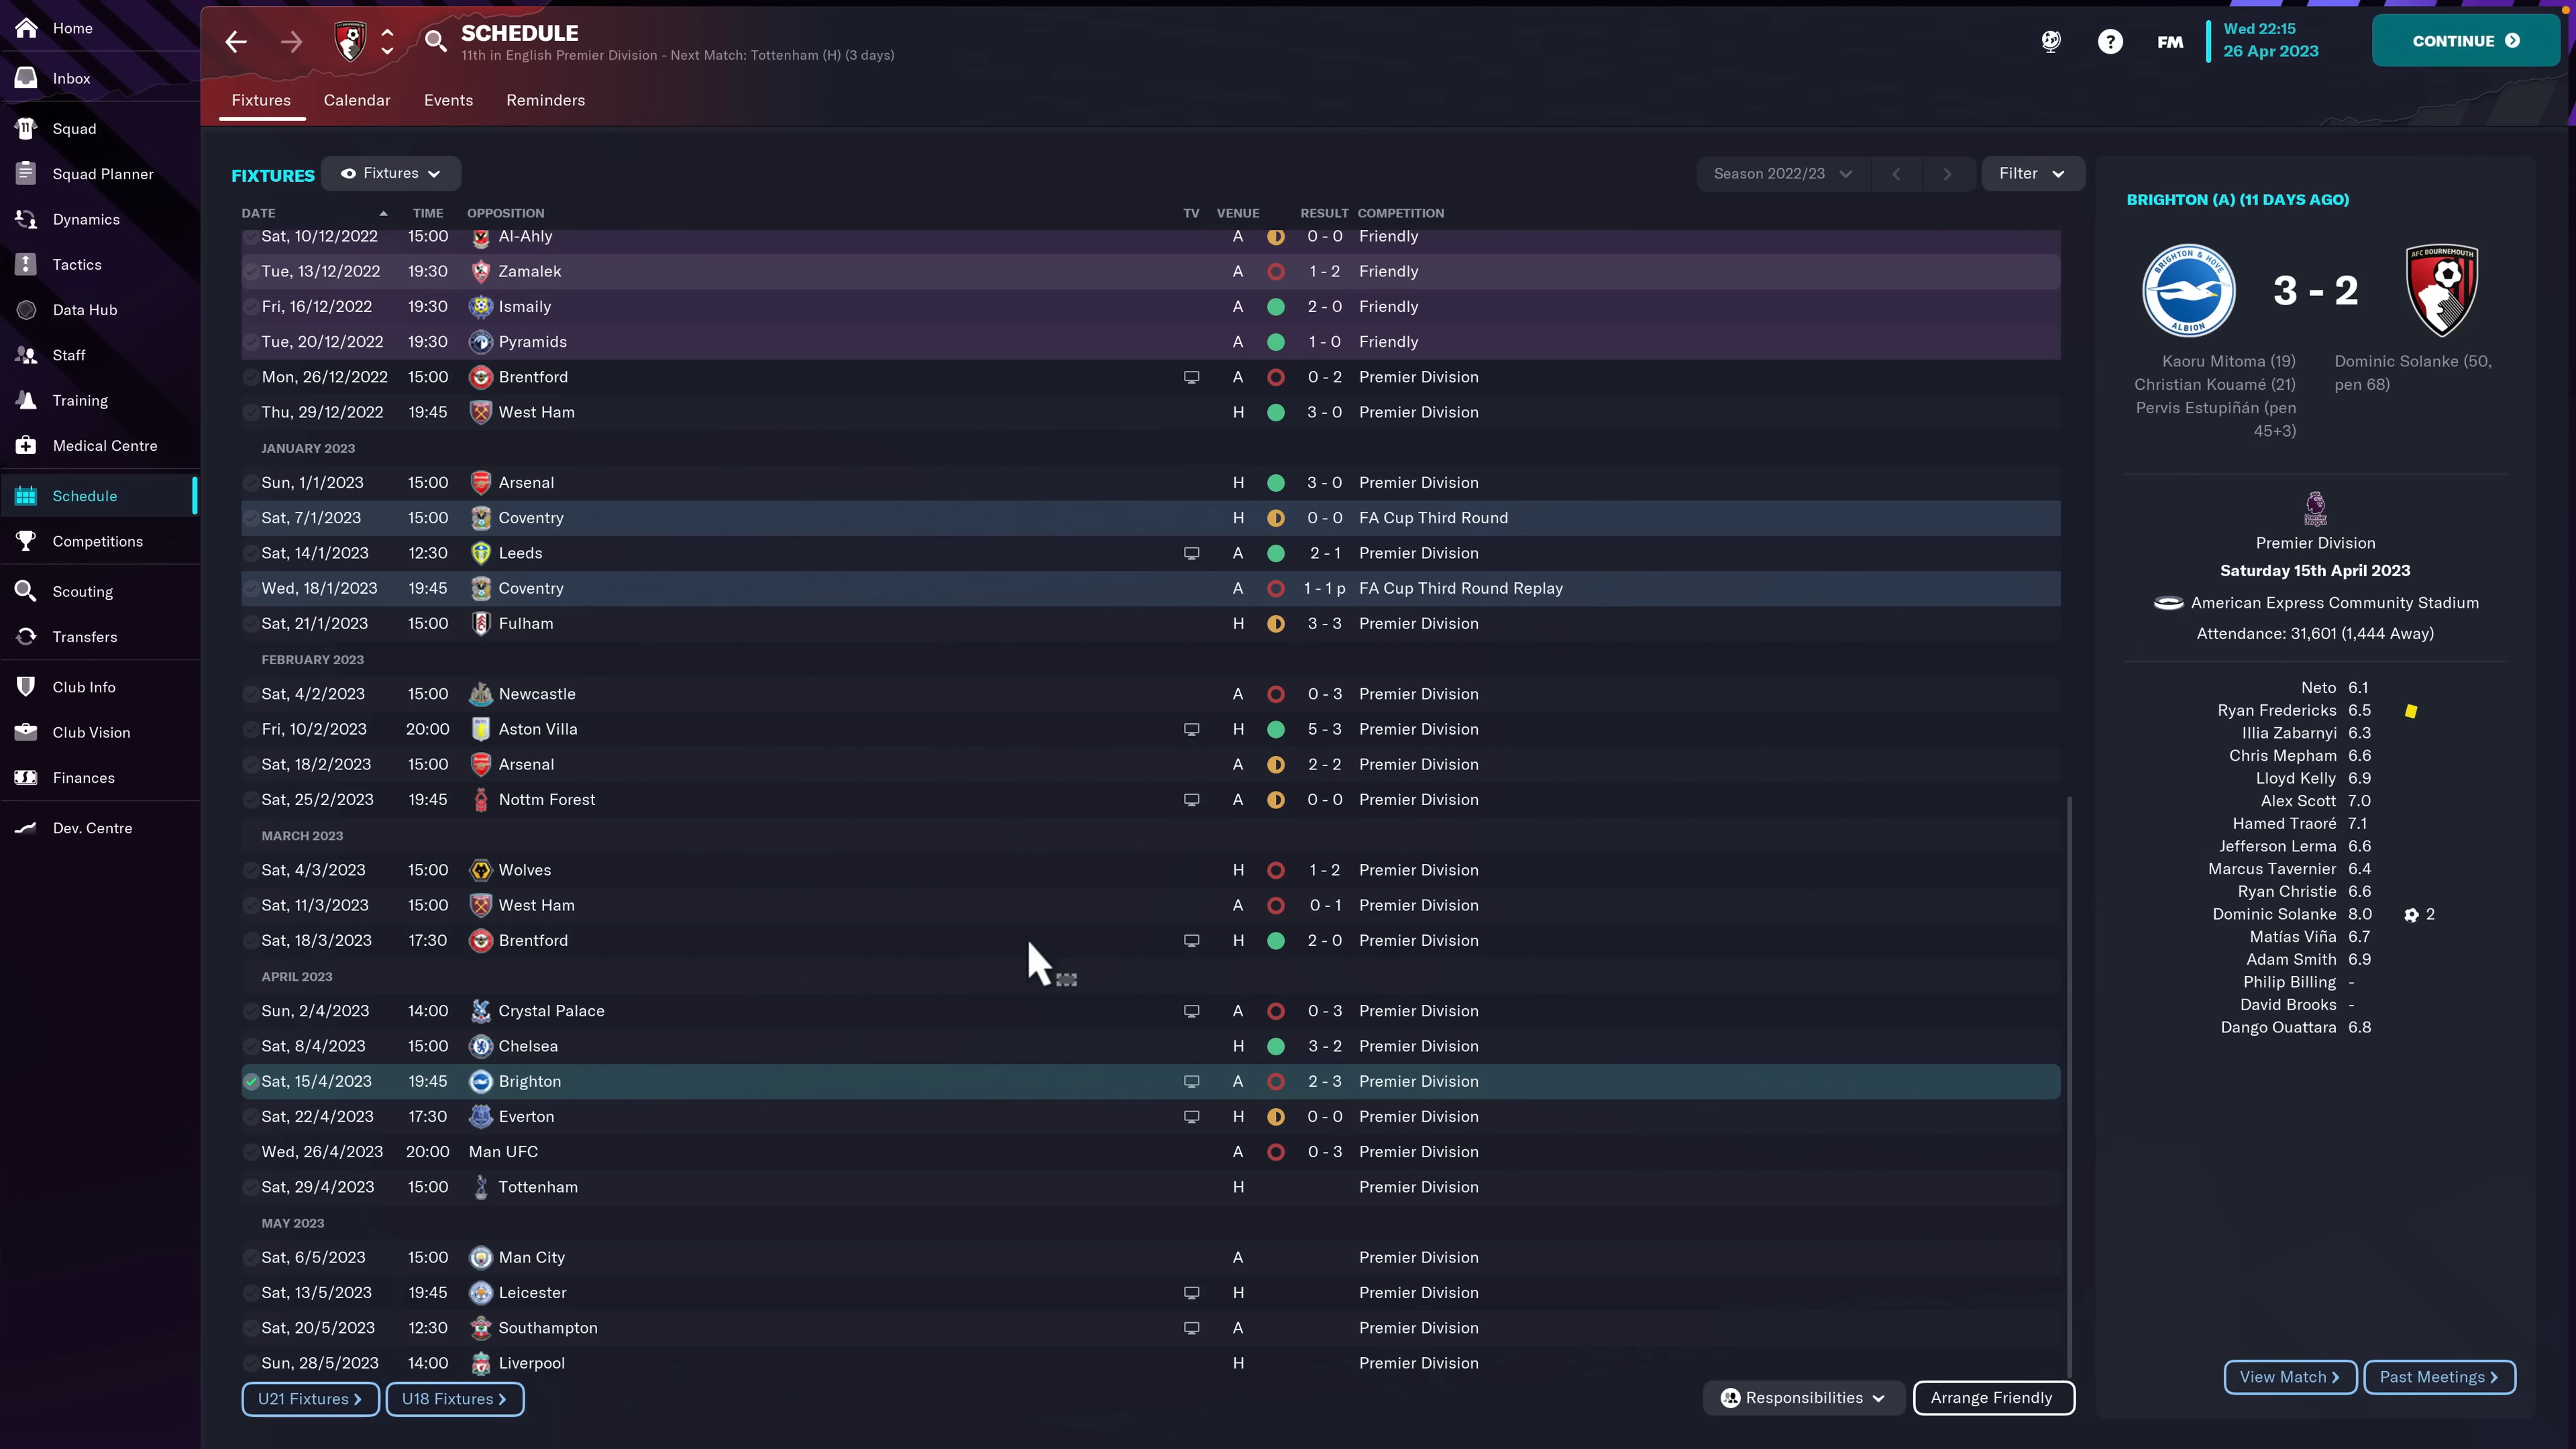 Home
Inbox
Squad
Squad Planner
Dynamics
Tactics
Data Hub
Staff
Training
Medical Centre
Schedule
Competitions
Scouting
Transfers
Club Info
Club Vision
Finances
Dev. Centre
SCHEDULE
11th in English Premier Division - Next Match: Tottenham (H) (3 days)
FM
Wed 22:15
26 Apr 2023
CONTINUE
Fixtures Calendar Events Reminders
FIXTURES Fixtures Season 2022/23 Filter
DATE TIME OPPOSITION TV VENUE RESULT COMPETITION
Sat, 10/12/2022 15:00 Al-Ahly A 0 - 0 Friendly
Tue, 13/12/2022 19:30 Zamalek A 1 - 2 Friendly
Fri, 16/12/2022 19:30 Ismaily A 2 - 0 Friendly
Tue, 20/12/2022 19:30 Pyramids A 1 - 0 Friendly
Mon, 26/12/2022 15:00 Brentford A 0 - 2 Premier Division
Thu, 29/12/2022 19:45 West Ham H 3 - 0 Premier Division
JANUARY 2023
Sun, 1/1/2023 15:00 Arsenal H 3 - 0 Premier Division
Sat, 7/1/2023 15:00 Coventry H 0 - 0 FA Cup Third Round
Sat, 14/1/2023 12:30 Leeds A 2 - 1 Premier Division
Wed, 18/1/2023 19:45 Coventry A 1 - 1 p FA Cup Third Round Replay
Sat, 21/1/2023 15:00 Fulham H 3 - 3 Premier Division
FEBRUARY 2023
Sat, 4/2/2023 15:00 Newcastle A 0 - 3 Premier Division
Fri, 10/2/2023 20:00 Aston Villa H 5 - 3 Premier Division
Sat, 18/2/2023 15:00 Arsenal A 2 - 2 Premier Division
Sat, 25/2/2023 19:45 Nottm Forest A 0 - 0 Premier Division
MARCH 2023
Sat, 4/3/2023 15:00 Wolves H 1 - 2 Premier Division
Sat, 11/3/2023 15:00 West Ham A 0 - 1 Premier Division
Sat, 18/3/2023 17:30 Brentford H 2 - 0 Premier Division
APRIL 2023
Sun, 2/4/2023 14:00 Crystal Palace A 0 - 3 Premier Division
Sat, 8/4/2023 15:00 Chelsea H 3 - 2 Premier Division
Sat, 15/4/2023 19:45 Brighton A 2 - 3 Premier Division
Sat, 22/4/2023 17:30 Everton H 0 - 0 Premier Division
Wed, 26/4/2023 20:00 Man UFC A 0 - 3 Premier Division
Sat, 29/4/2023 15:00 Tottenham H Premier Division
MAY 2023
Sat, 6/5/2023 15:00 Man City A Premier Division
Sat, 13/5/2023 19:45 Leicester H Premier Division
Sat, 20/5/2023 12:30 Southampton A Premier Division
Sun, 28/5/2023 14:00 Liverpool H Premier Division
U21 Fixtures U18 Fixtures Responsibilities Arrange Friendly
BRIGHTON (A) (11 DAYS AGO)
BRIGHTON & HOVE
ALBION
3 - 2
AFC BOURNEMOUTH
Kaoru Mitoma (19)
Christian Kouamé (21)
Pervis Estupiñán (pen
45+3)
Dominic Solanke (50,
pen 68)
Premier Division
Saturday 15th April 2023
American Express Community Stadium
Attendance: 31,601 (1,444 Away)
Neto 6.1
Ryan Fredericks 6.5
Illia Zabarnyi 6.3
Chris Mepham 6.6
Lloyd Kelly 6.9
Alex Scott 7.0
Hamed Traoré 7.1
Jefferson Lerma 6.6
Marcus Tavernier 6.4
Ryan Christie 6.6
Dominic Solanke 8.0 2
Matías Viña 6.7
Adam Smith 6.9
Philip Billing -
David Brooks -
Dango Ouattara 6.8
View Match Past Meetings